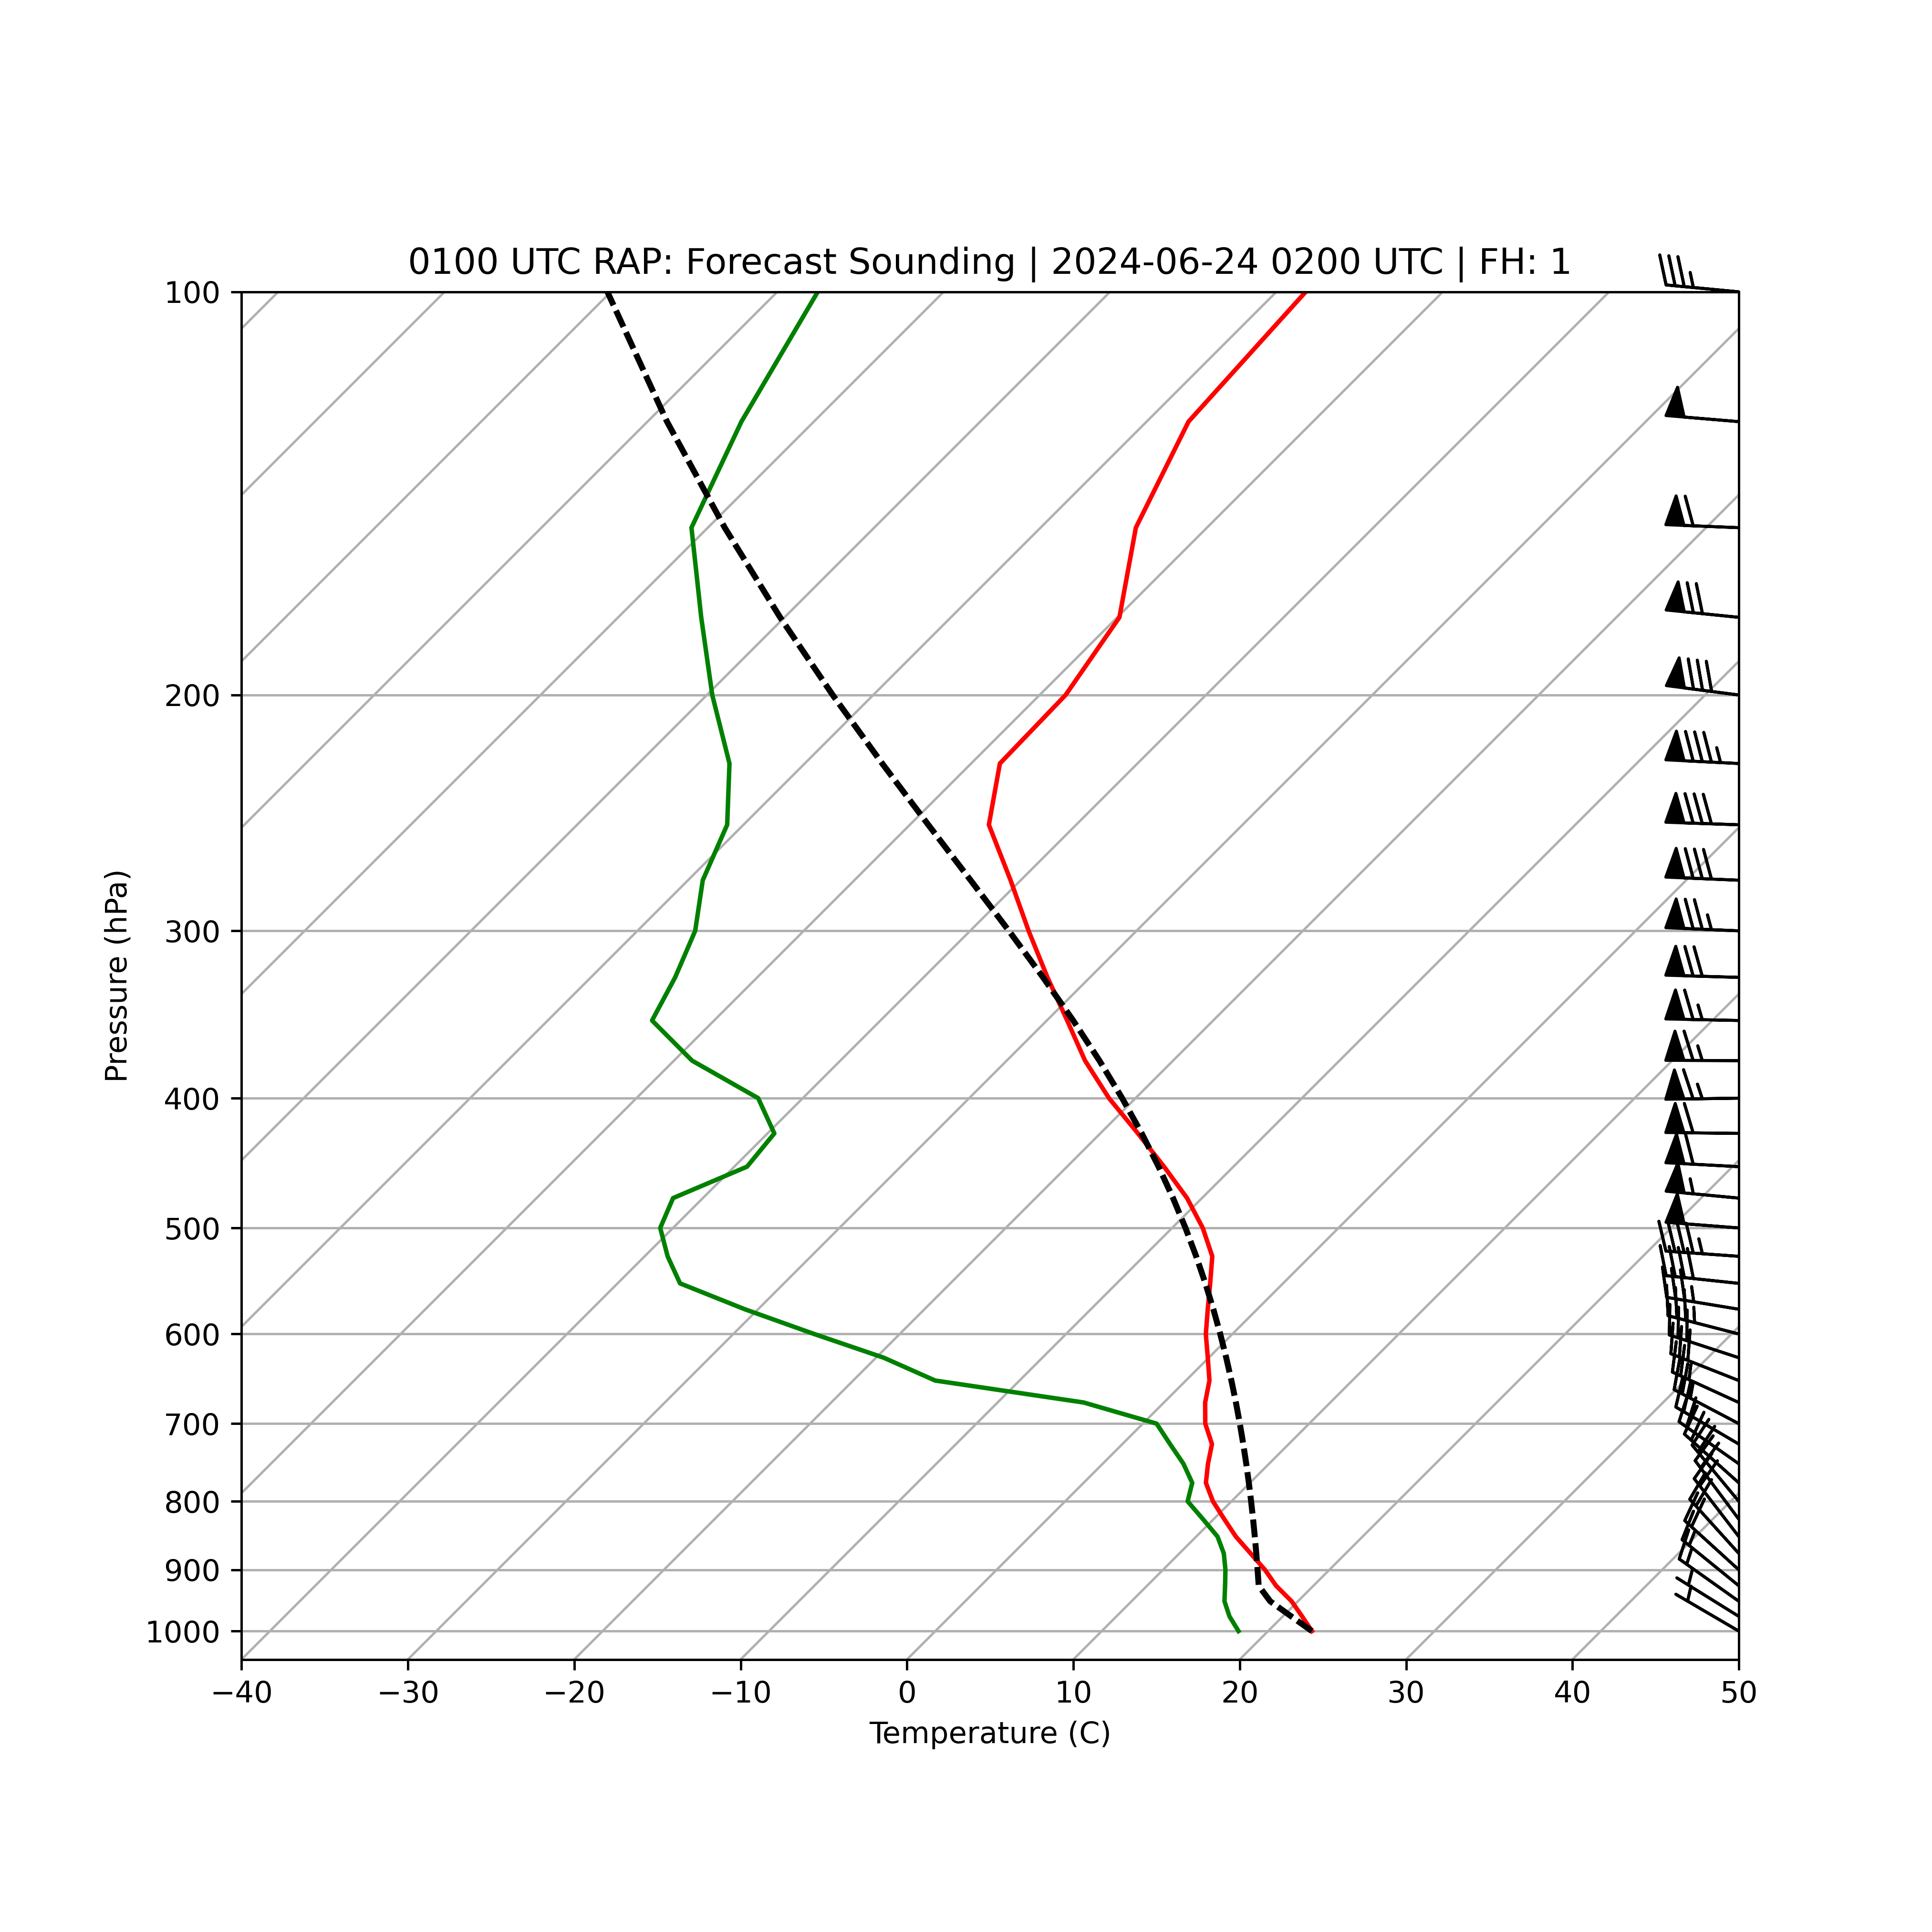 0100 UTC RAP: Forecast Sounding | 2024-06-24 0200 UTC | FH: 1
100
200
300
400
500
600
700
800
900
1000
Pressure (hPa)
−40 −30 −20 −10 0 10 20 30 40 50
Temperature (C)